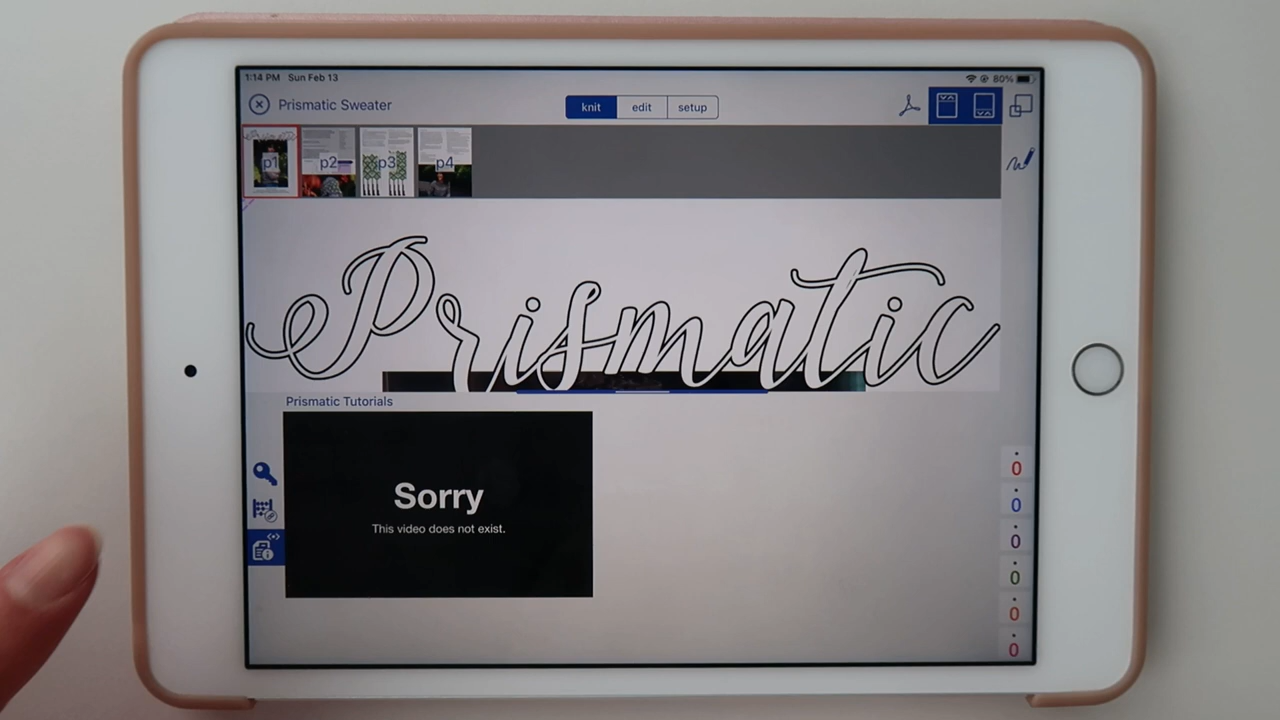 1:14 PM Sun Feb 13
80%
Prismatic Sweater
knit
edit
setup
p1
p2
p3
p4
Prismatic
Prismatic Tutorials
Sorry
This video does not exist.
0
0
0
0
0
0